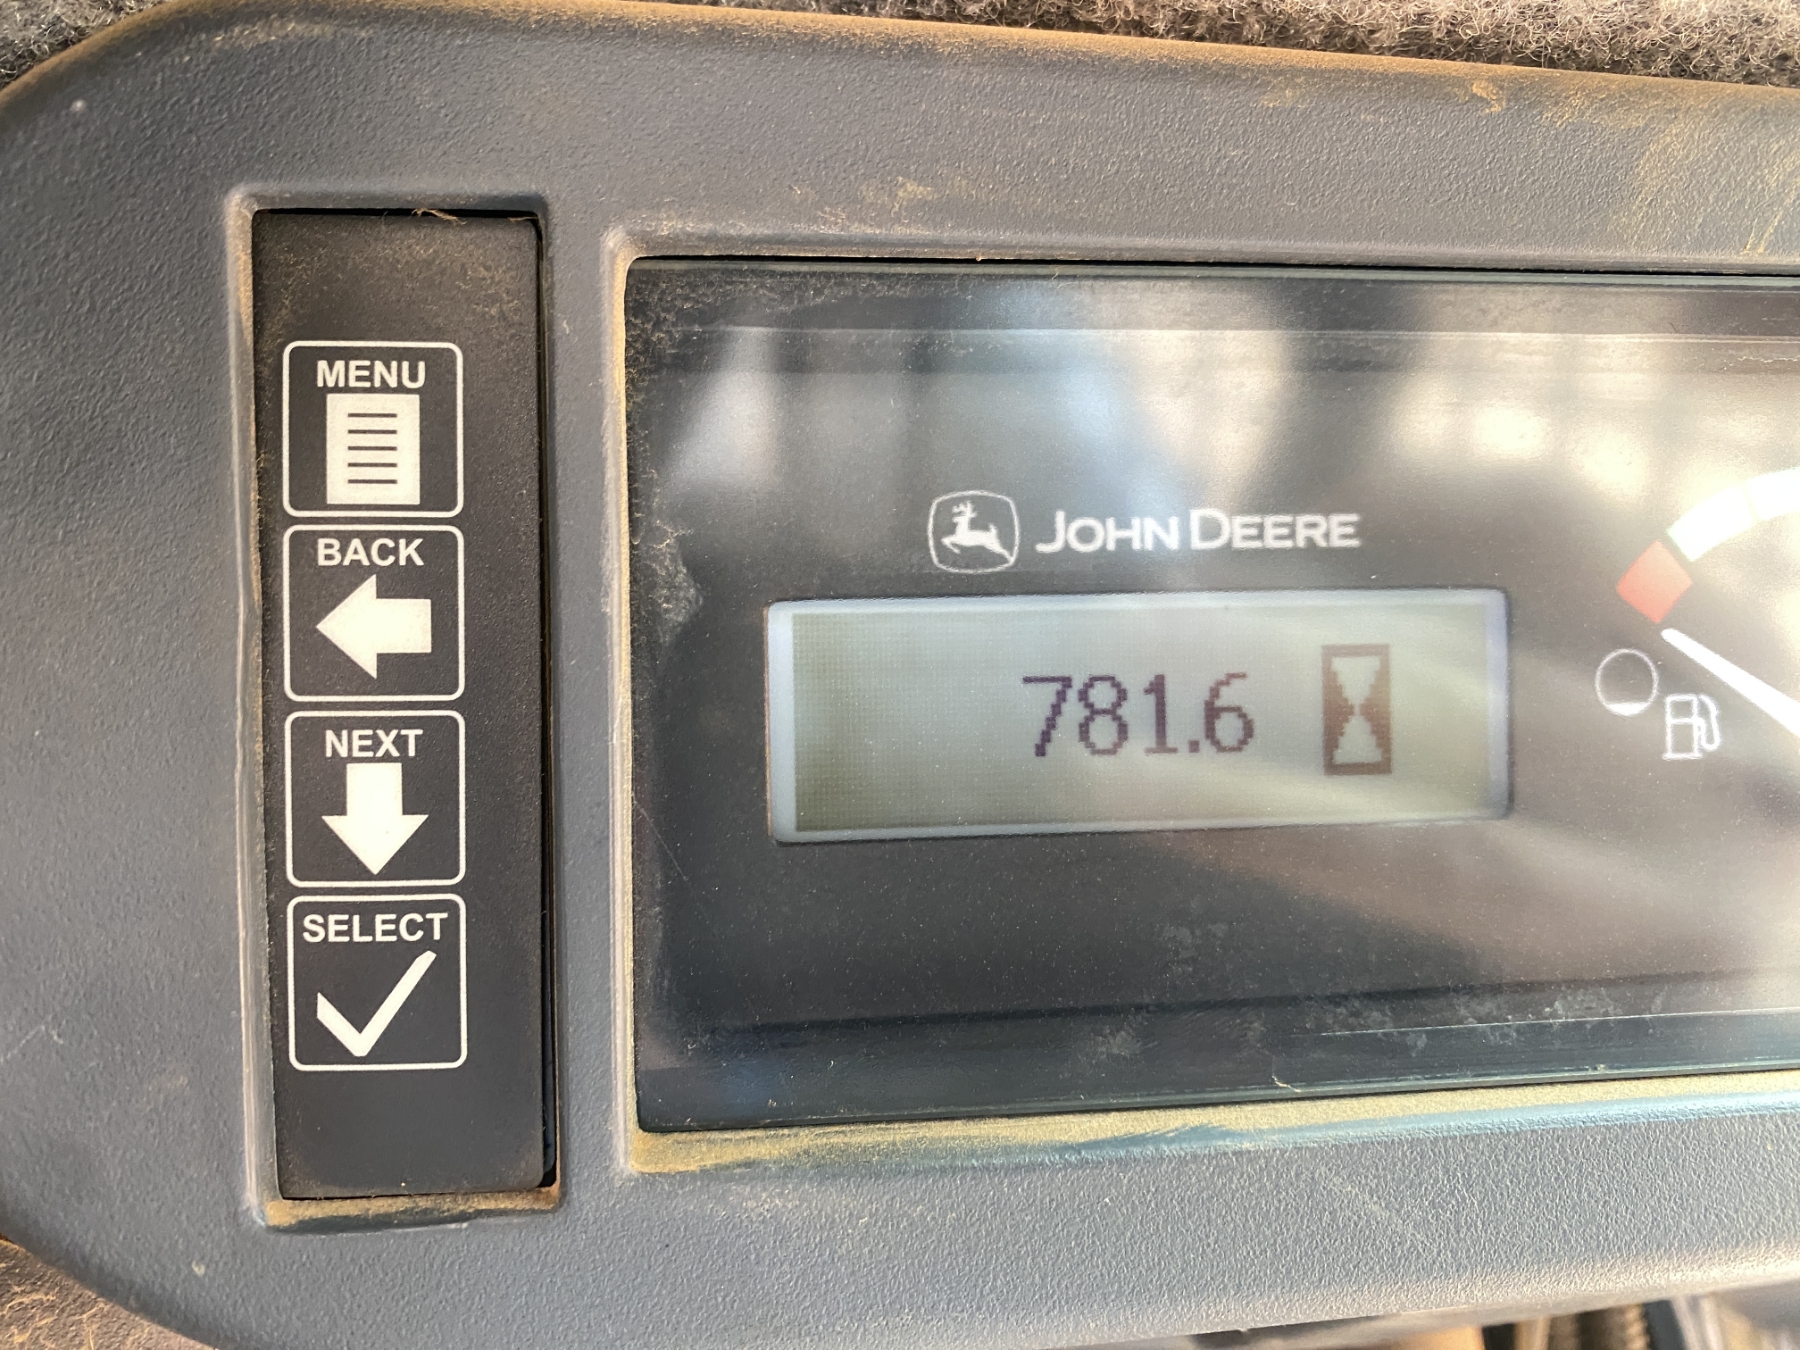 MENU
BACK
NEXT
SELECT
JOHN DEERE
781.6